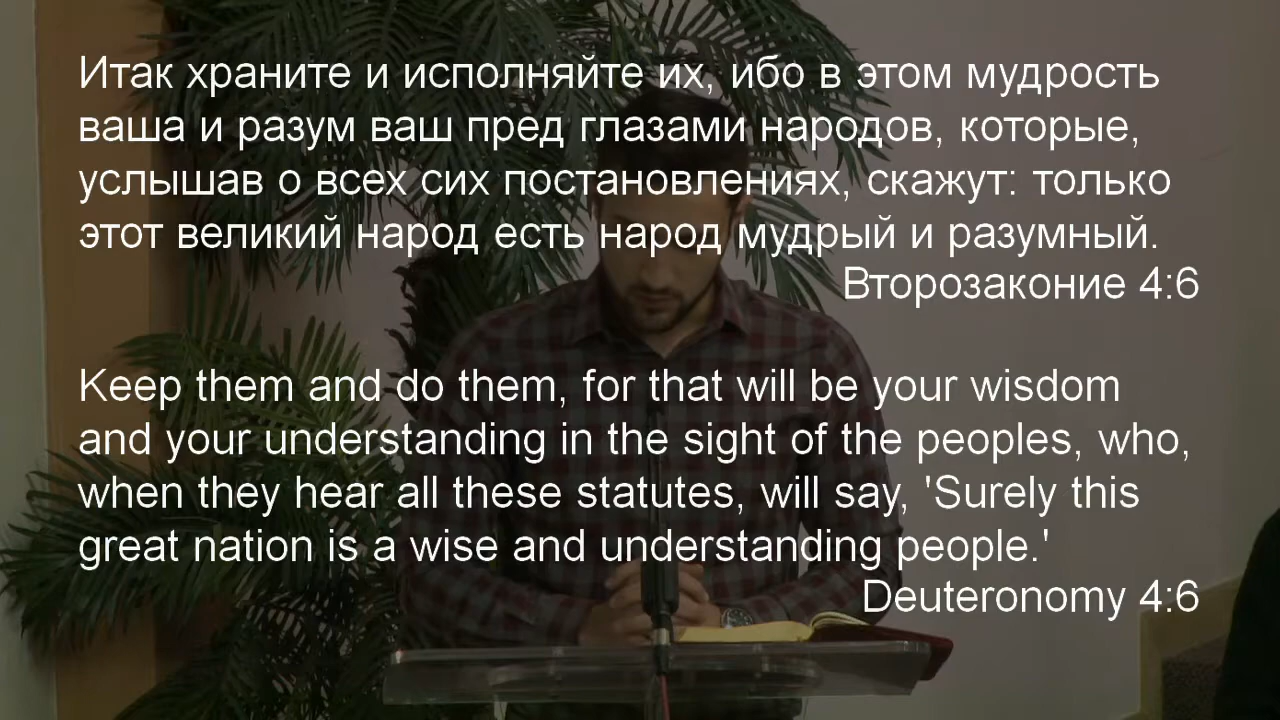 Итак храните и исполняйте их, ибо в этом мудрость
ваша и разум ваш пред глазами народов, которые,
услышав о всех сих постановлениях, скажут: только
этот великий народ есть народ мудрый и разумный.
Второзаконие 4:6
Keep them and do them, for that will be your wisdom
and your understanding in the sight of the peoples, who,
when they hear all these statutes, will say, 'Surely this
great nation is a wise and understanding people.'
Deuteronomy 4:6